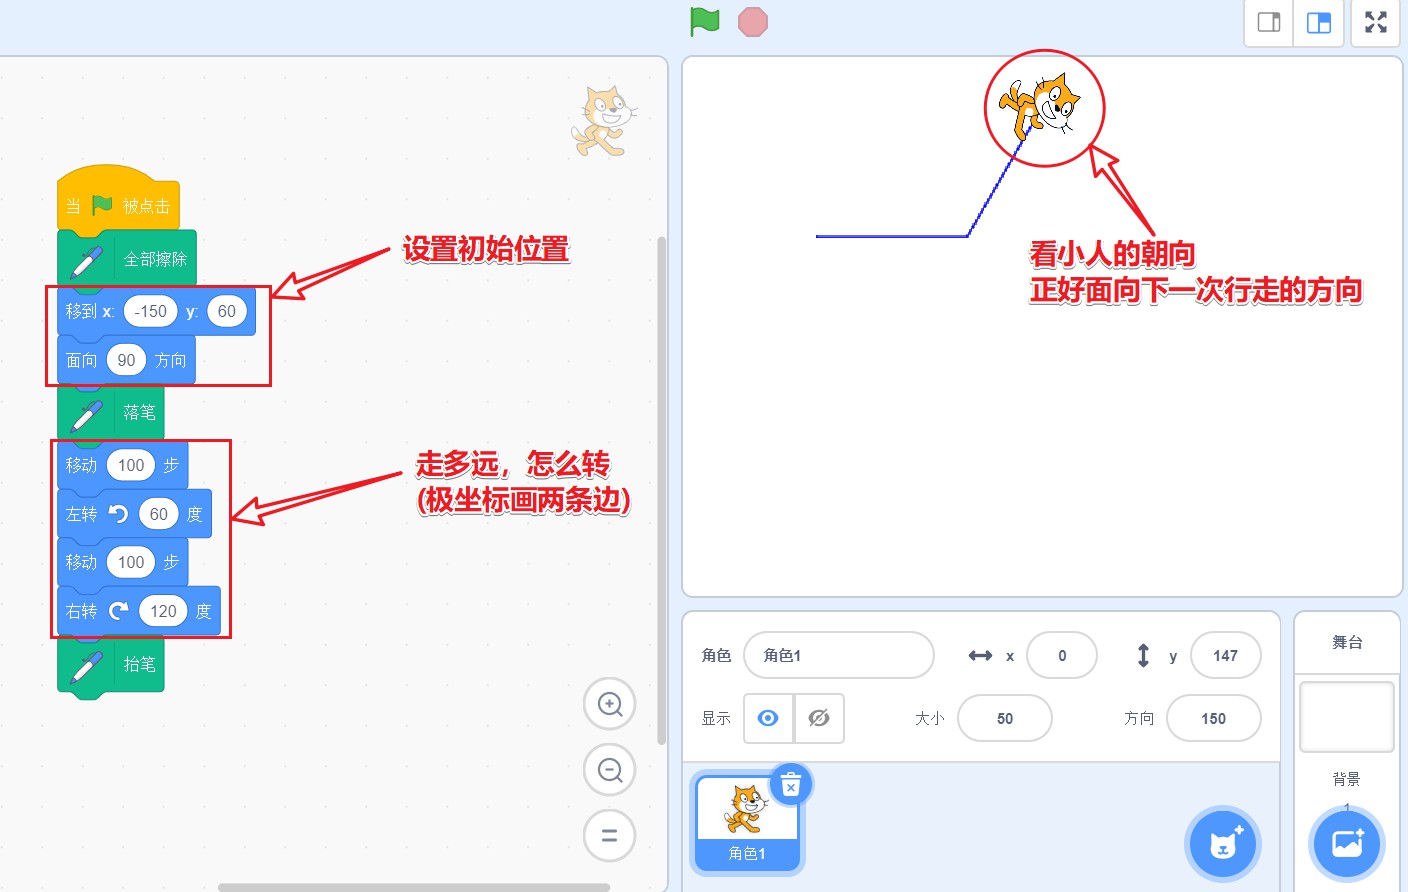 当 被点击
全部擦除
移到 x: -150 y: 60
面向 90 方向
落笔
移动 100 步
左转 60 度
移动 100 步
右转 120 度
抬笔
设置初始位置
走多远，怎么转
(极坐标画两条边)
看小人的朝向
正好面向下一次行走的方向
角色 角色1 x 0 y 147
显示 大小 50 方向 150
角色1
舞台
背景
1